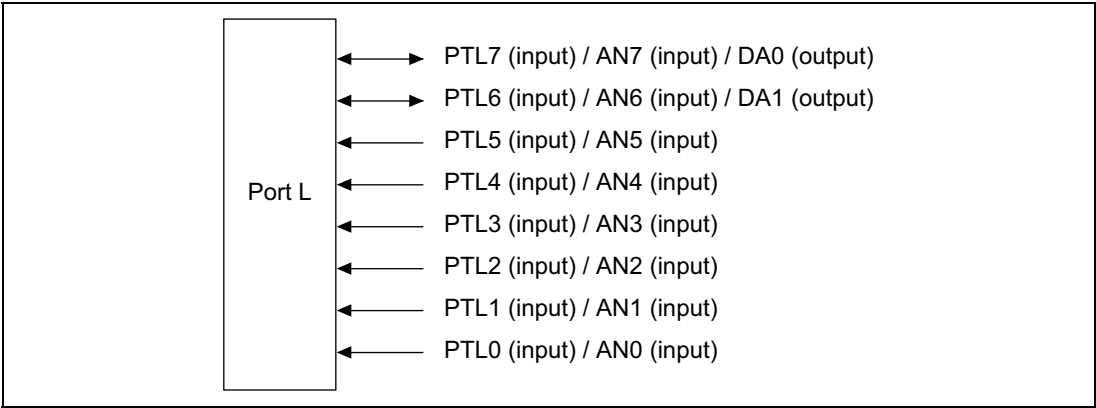 PTL7 (input) / AN7 (input) / DA0 (output)
PTL6 (input) / AN6 (input) / DA1 (output)
PTL5 (input) / AN5 (input)
Port L
PTL4 (input) / AN4 (input)
PTL3 (input) / AN3 (input)
PTL2 (input) / AN2 (input)
PTL1 (input) / AN1 (input)
PTL0 (input) / AN0 (input)